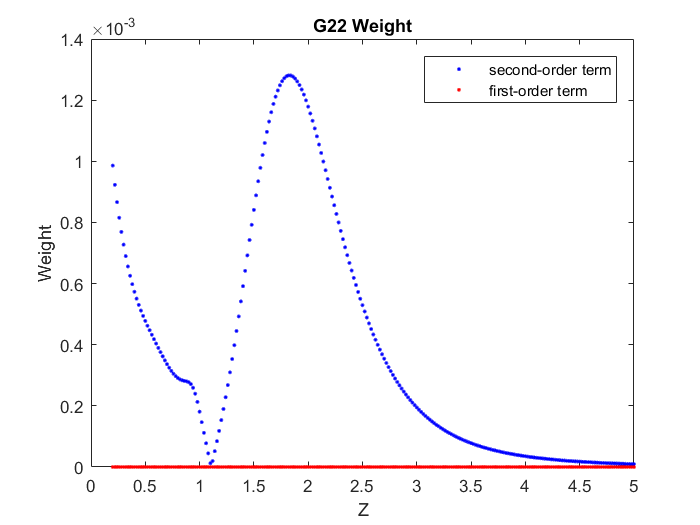 G22 Weight
×10⁻³
1.4
1.2
1
0.8
0.6
0.4
0.2
0
Weight
second-order term
first-order term
0 0.5 1 1.5 2 2.5 3 3.5 4 4.5 5
Z